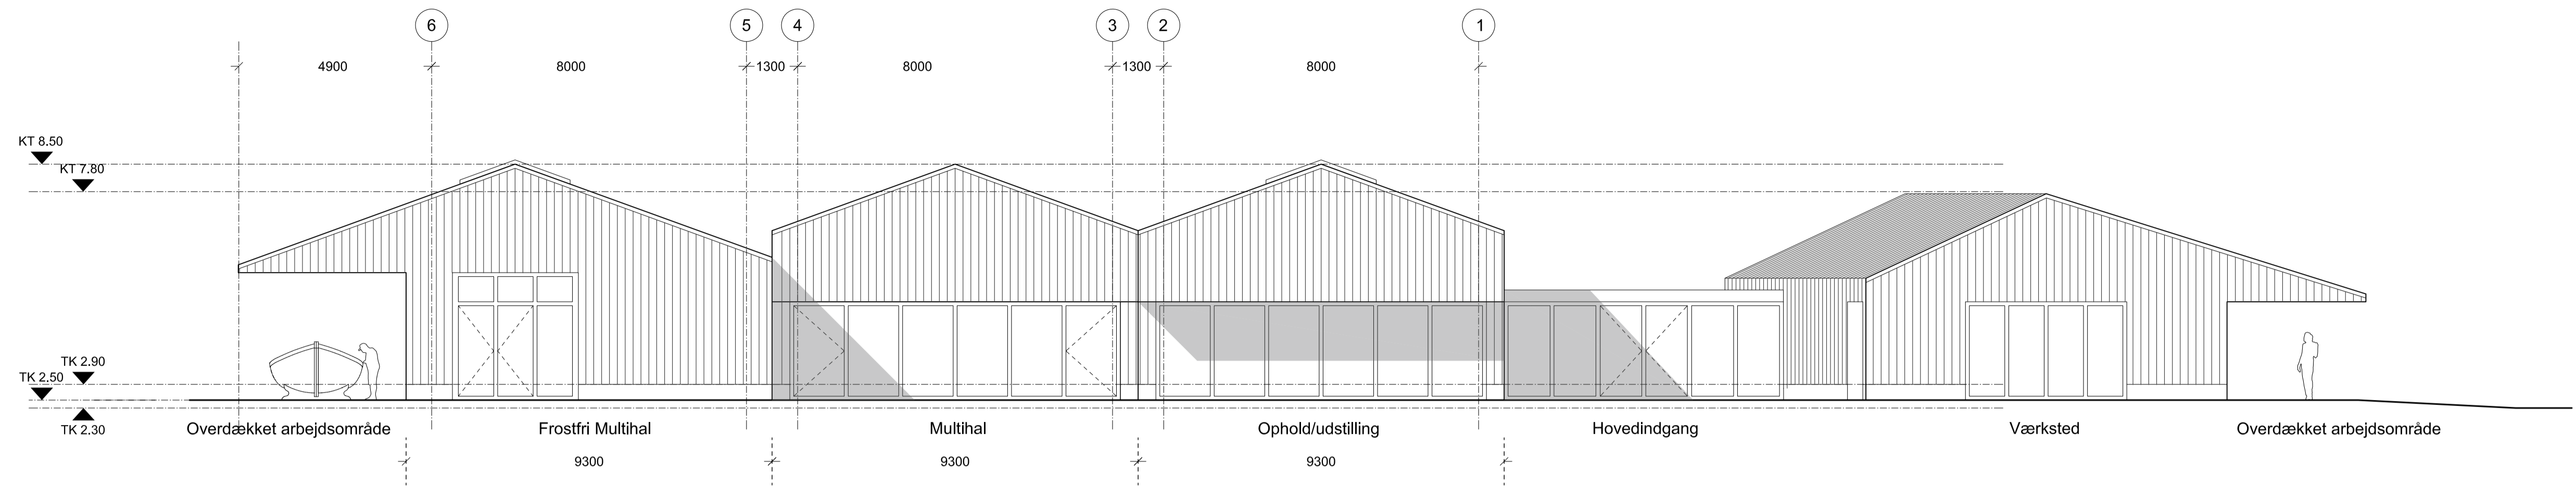 6 5 4 3 2 1
4900 8000 1300 8000 1300 8000
KT 8.50
KT 7.80
TK 2.90
TK 2.50
TK 2.30
Overdækket arbejdsområde Frostfri Multihal Multihal Ophold/udstilling Hovedindgang Værksted Overdækket arbejdsområde
9300 9300 9300